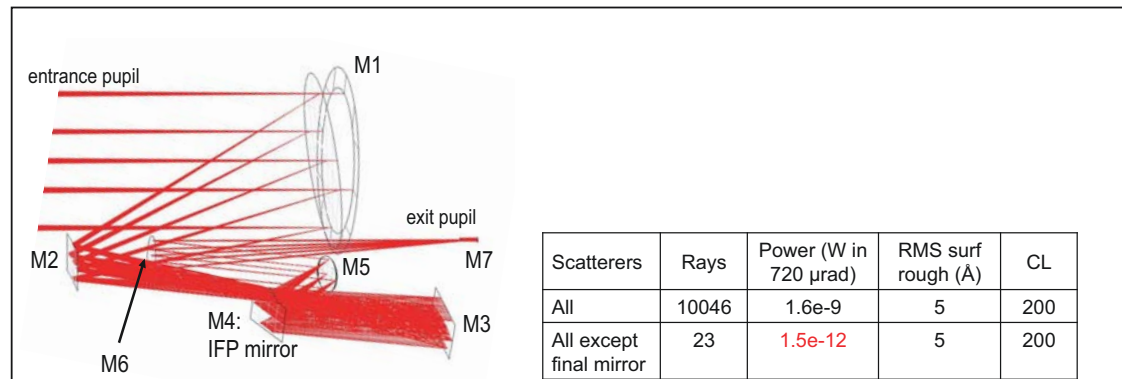 entrance pupil
M1
exit pupil
M2
M5
M7
M4:
IFP mirror
M3
M6
Scatterers Rays Power (W in 720 µrad) RMS surf rough (Å) CL
All 10046 1.6e-9 5 200
All except final mirror 23 1.5e-12 5 200